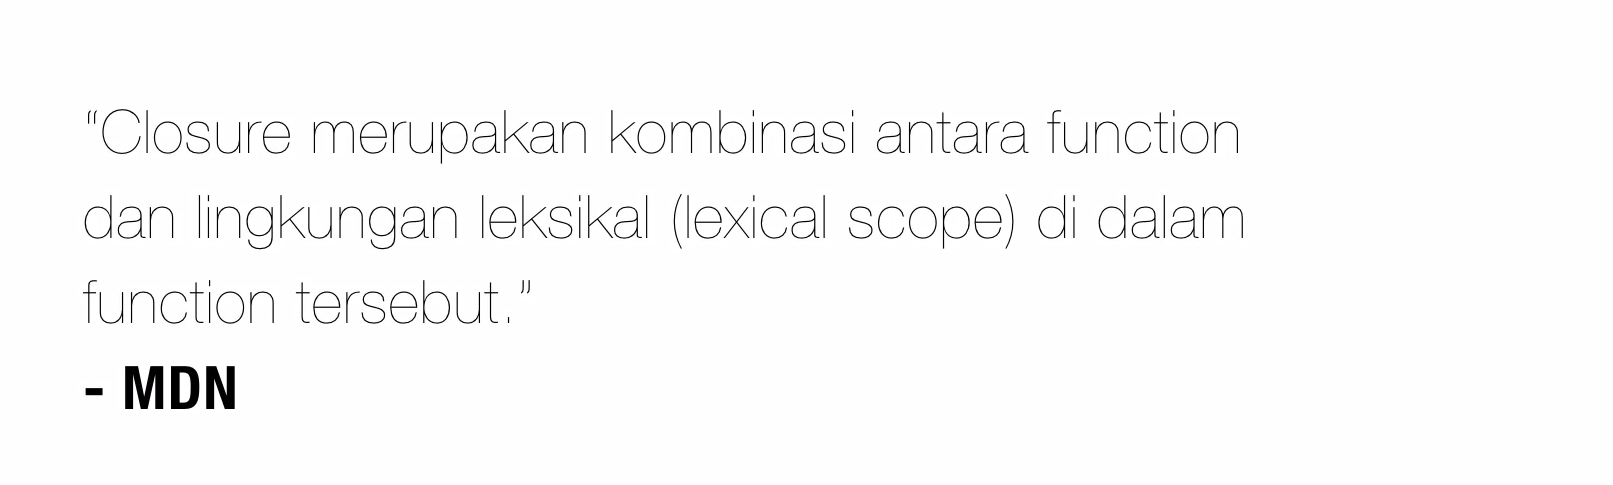 “Closure merupakan kombinasi antara function
dan lingkungan leksikal (lexical scope) di dalam
function tersebut.”
- MDN